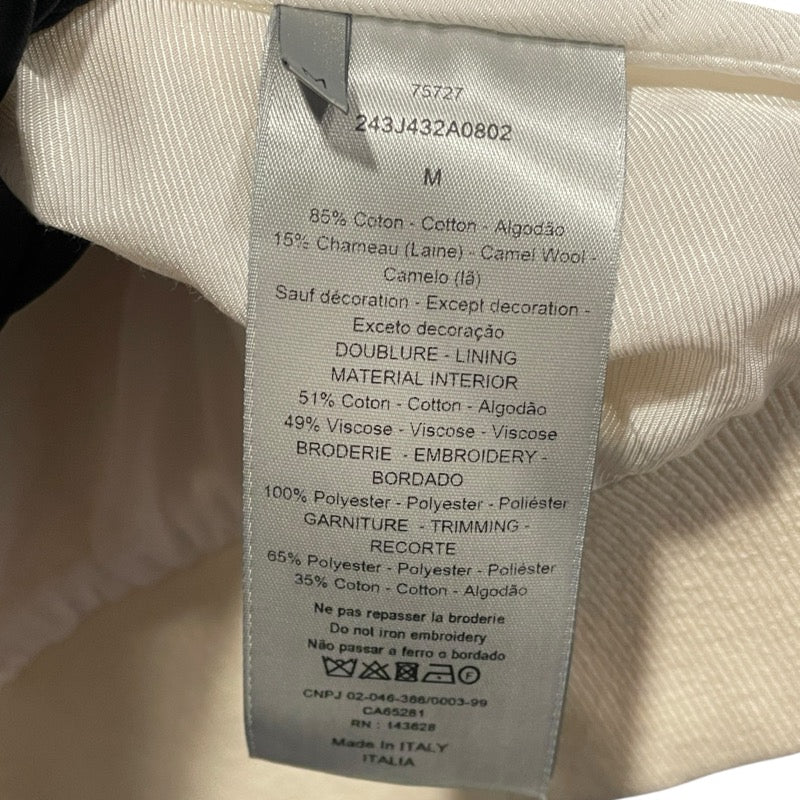 M
75727
243J432A0802
M
85% Coton - Cotton - Algodão
15% Chameau (Laine) - Camel Wool -
Camelo (lã)
Sauf décoration - Except decoration -
Exceto decoração
DOUBLURE - LINING
MATERIAL INTERIOR
51% Coton - Cotton - Algodão
49% Viscose - Viscose - Viscose
BRODERIE - EMBROIDERY -
BORDADO
100% Polyester - Polyester - Poliéster
GARNITURE - TRIMMING -
RECORTE
65% Polyester - Polyester - Poliéster
35% Coton - Cotton - Algodão
Ne pas repasser la broderie
Do not iron embroidery
Não passar a ferro o bordado
CNPJ 02-046-388/0003-99
CA65281
RN : 143628
Made in ITALY
ITALIA